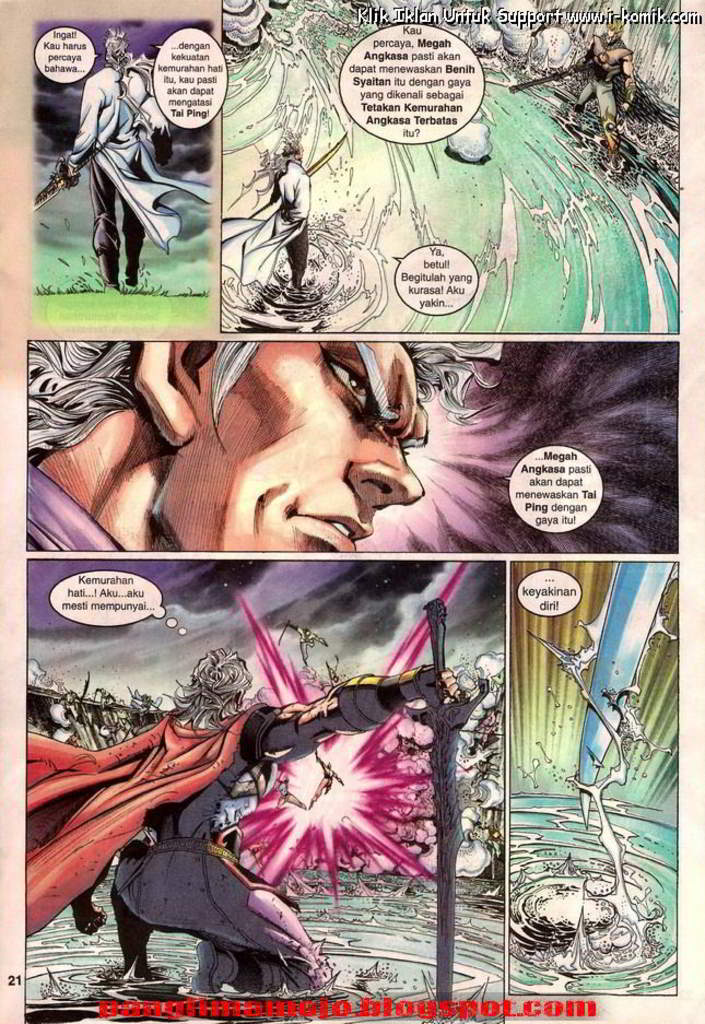 Klik Iklan Untuk Support www.i-komik.com
Ingat!
Kau harus
percaya
bahawa...
...dengan
kekuatan
kemurahan hati
itu, kau pasti
akan dapat
mengatasi
Tai Ping!
Kau
percaya, Megah
Angkasa pasti akan
dapat menewaskan Benih
Syaitan itu dengan gaya
yang dikenali sebagai
Tetakan Kemurahan
Angkasa Terbatas
itu?
Ya,
betul!
Begitulah yang
kurasa! Aku
yakin...
...Megah
Angkasa pasti
akan dapat
menewaskan Tai
Ping dengan
gaya itu!
Kemurahan
hati...! Aku...aku
mesti mempunyai...
...
keyakinan
diri!
21
panglimamojo.blogspot.com